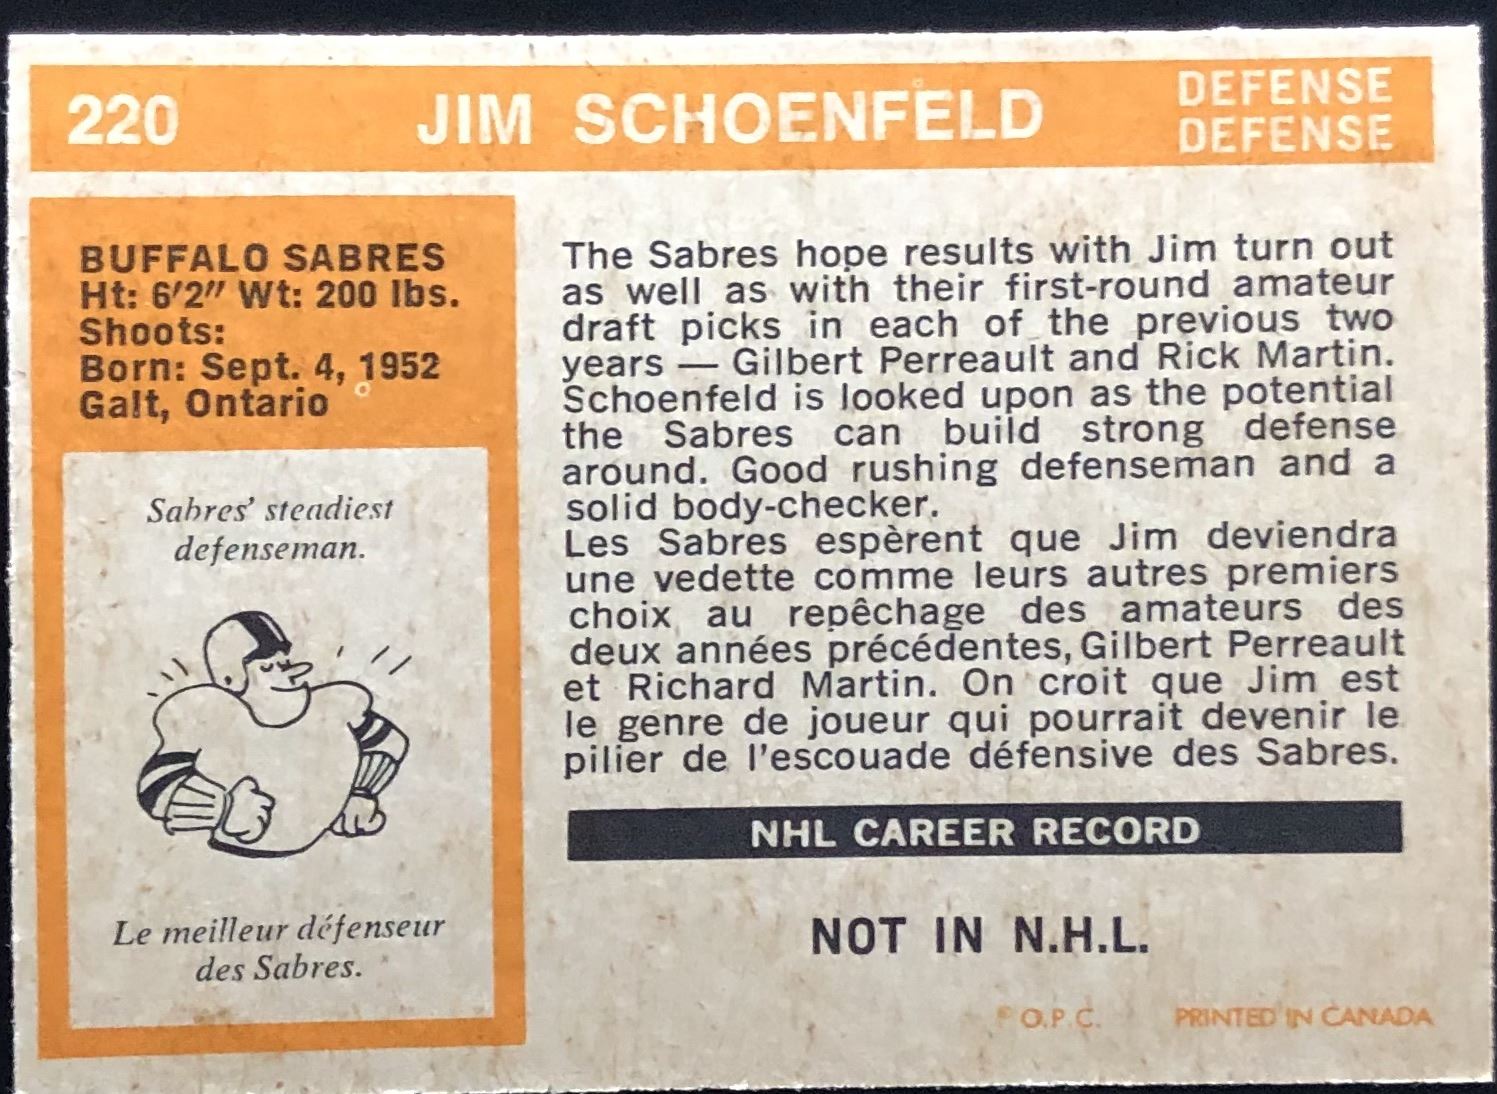 220 JIM SCHOENFELD DEFENSE
DEFENSE
BUFFALO SABRES
Ht: 6'2" Wt: 200 lbs.
Shoots:
Born: Sept. 4, 1952
Galt, Ontario
Sabres' steadiest
defenseman.
Le meilleur défenseur
des Sabres.
The Sabres hope results with Jim turn out
as well as with their first-round amateur
draft picks in each of the previous two
years — Gilbert Perreault and Rick Martin.
Schoenfeld is looked upon as the potential
the Sabres can build strong defense
around. Good rushing defenseman and a
solid body-checker.
Les Sabres espèrent que Jim deviendra
une vedette comme leurs autres premiers
choix au repêchage des amateurs des
deux années précédentes, Gilbert Perreault
et Richard Martin. On croit que Jim est
le genre de joueur qui pourrait devenir le
pilier de l'escouade défensive des Sabres.
NHL CAREER RECORD
NOT IN N.H.L.
© O.P.C. PRINTED IN CANADA